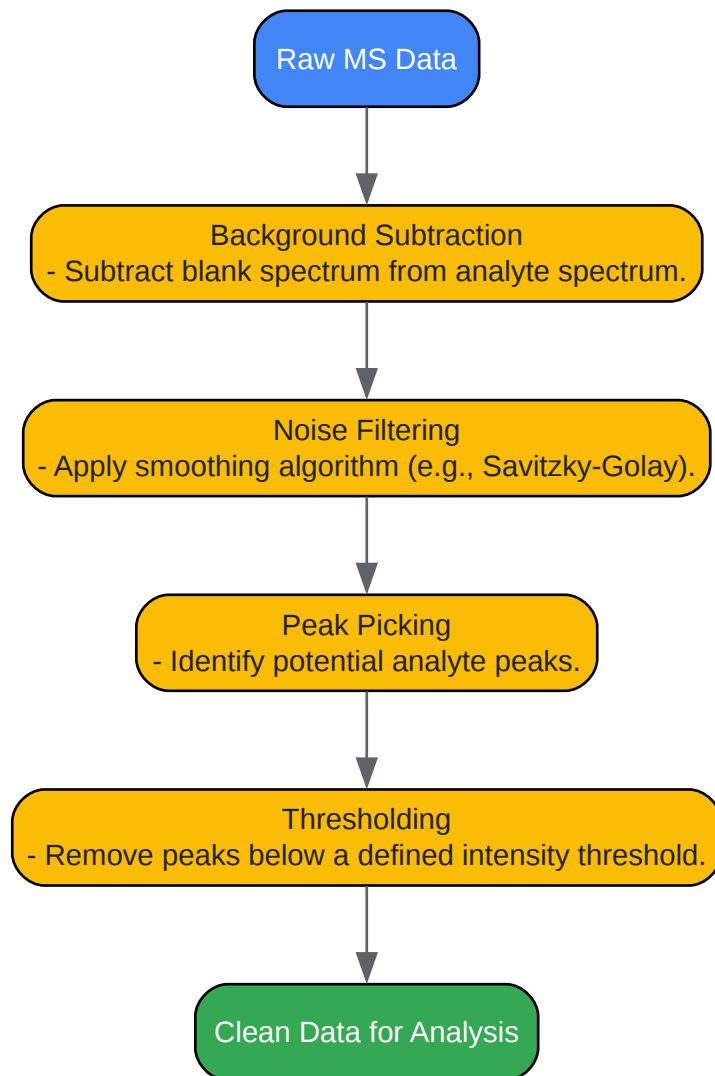 Raw MS Data
Background Subtraction
- Subtract blank spectrum from analyte spectrum.
Noise Filtering
- Apply smoothing algorithm (e.g., Savitzky-Golay).
Peak Picking
- Identify potential analyte peaks.
Thresholding
- Remove peaks below a defined intensity threshold.
Clean Data for Analysis